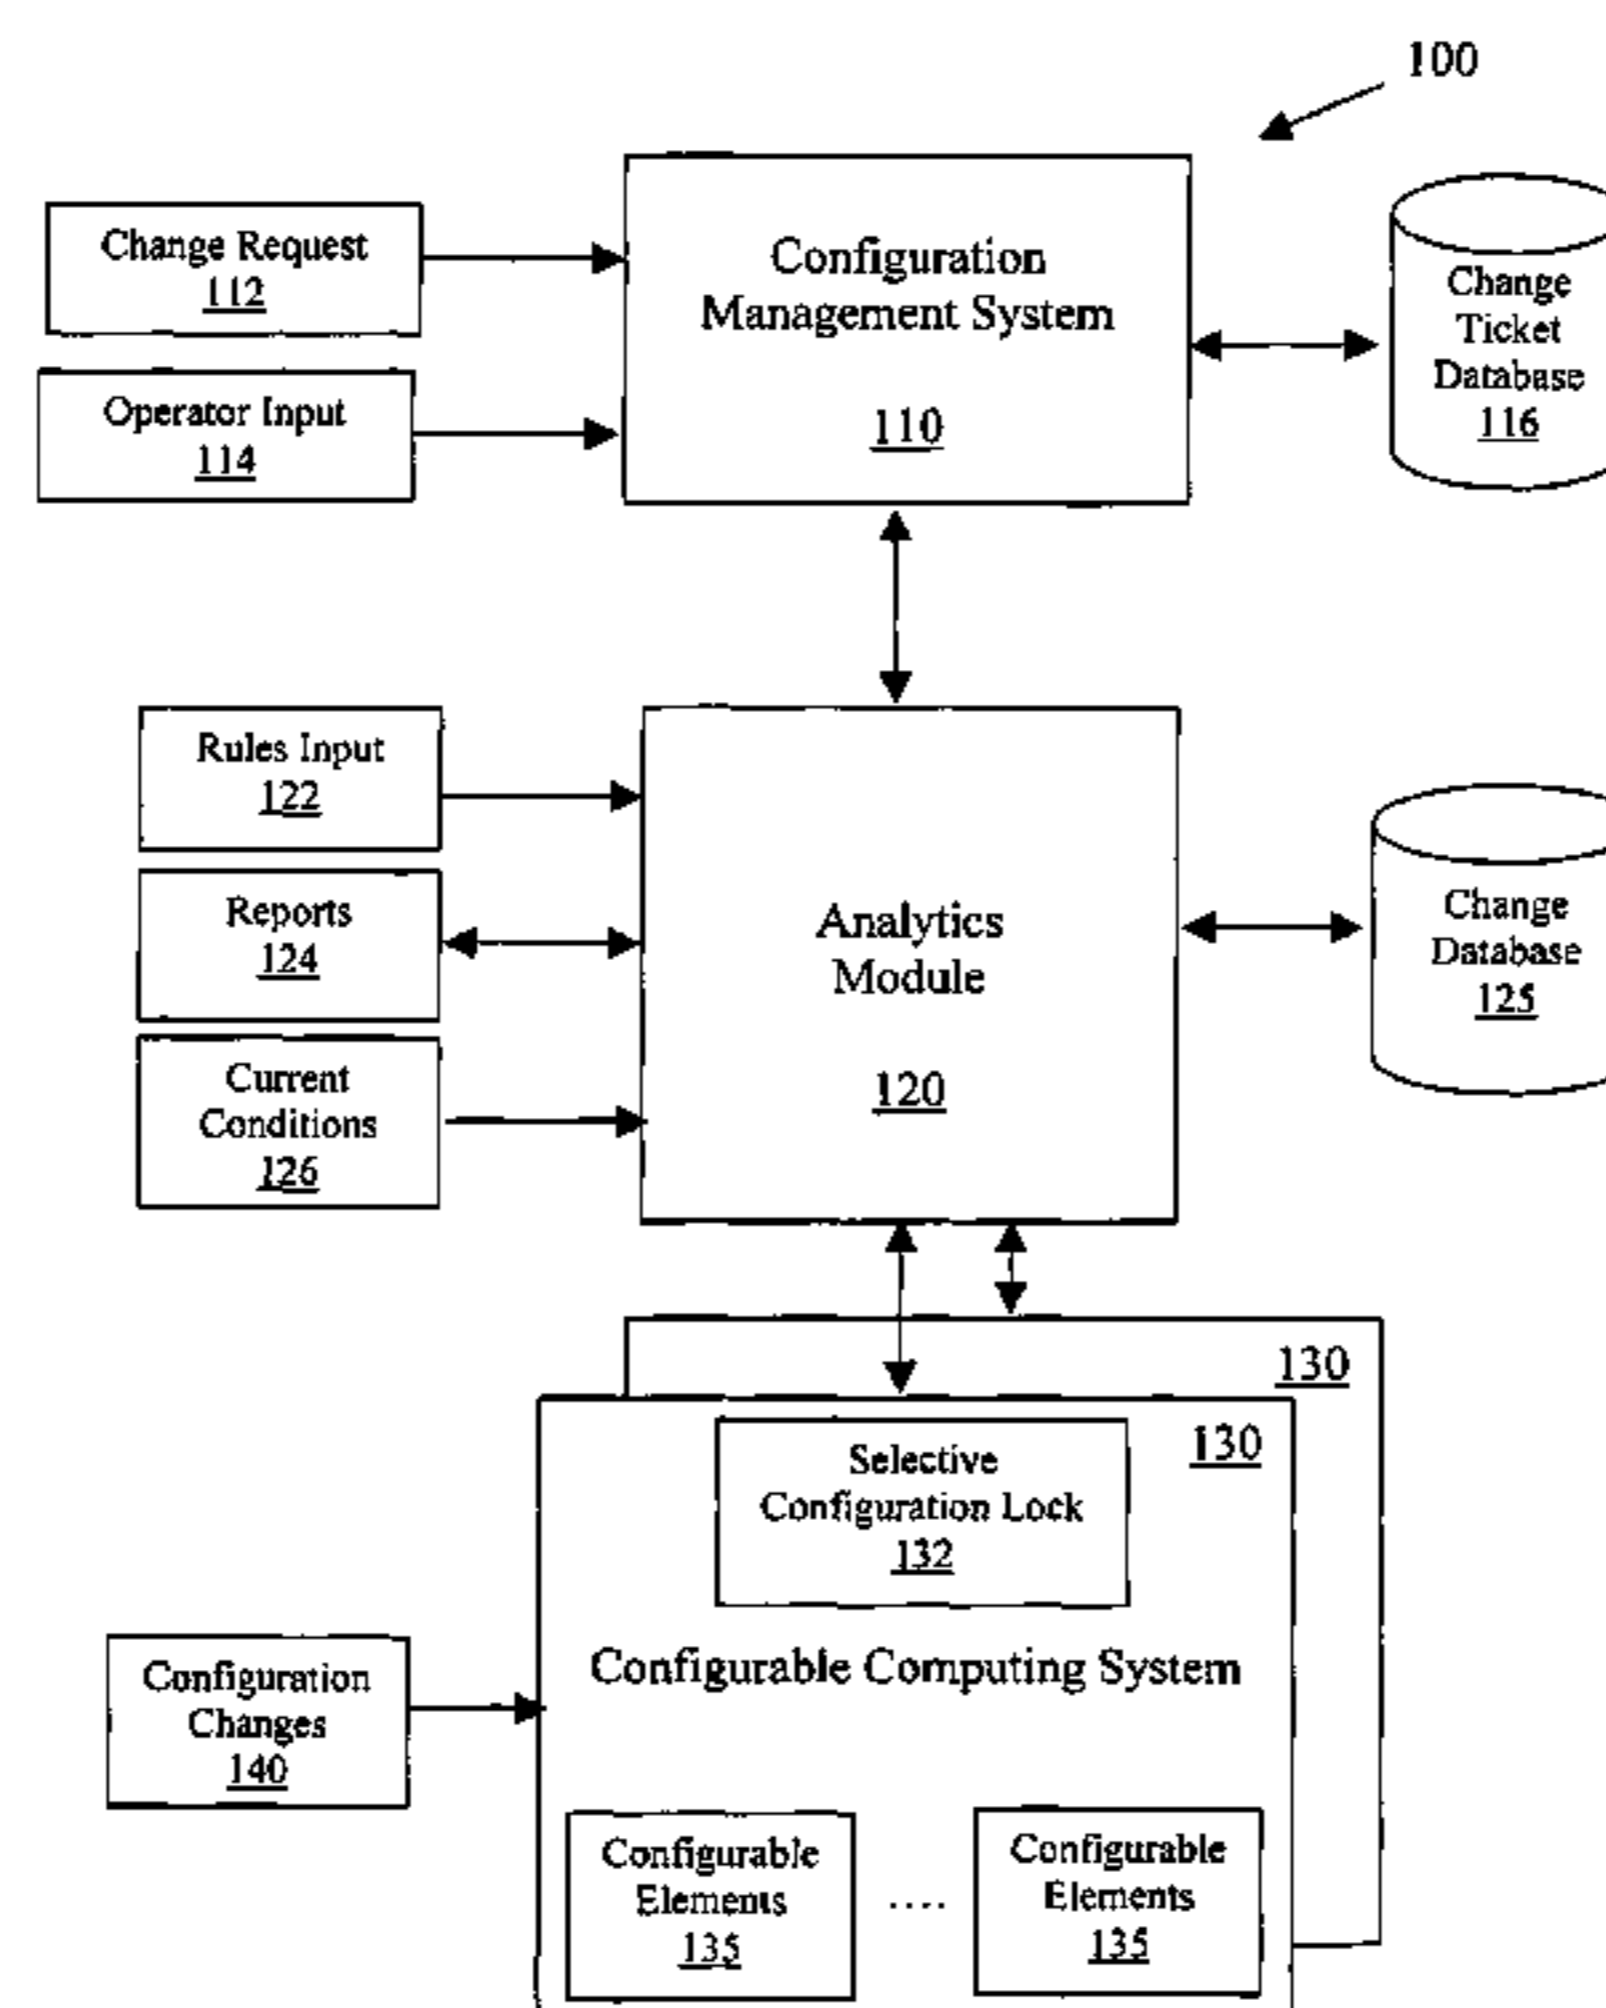 100
Change Request
112
Operator Input
114
Configuration
Management System
110
Change
Ticket
Database
116
Rules Input
122
Reports
124
Current
Conditions
126
Analytics
Module
120
Change
Database
125
130
130
Selective
Configuration Lock
132
Configurable Computing System
Configuration
Changes
140
Configurable
Elements
135
....
Configurable
Elements
135